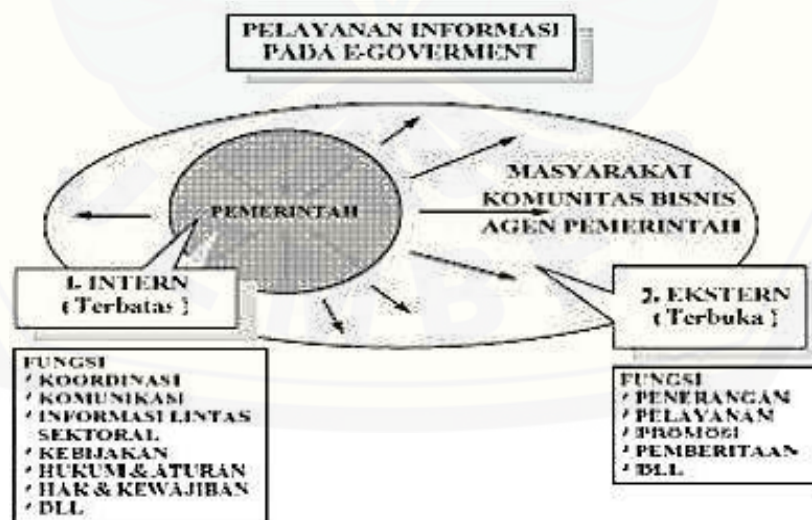 PELAYANAN INFORMASI
PADA E-GOVERMENT
PEMERINTAH
MASYARAKAT
KOMUNITAS BISNIS
AGEN PEMERINTAH
1. INTERN
( Terbatas )
2. EKSTERN
( Terbuka )
FUNGSI
* KOORDINASI
* KOMUNIKASI
* INFORMASI LINTAS
SEKTORAL
* KEBIJAKAN
* HUKUM & ATURAN
* HAK & KEWAJIBAN
* DLL
FUNGSI
* PENERANGAN
* PELAYANAN
* PROMOSI
* PEMBERITAAN
* DLL